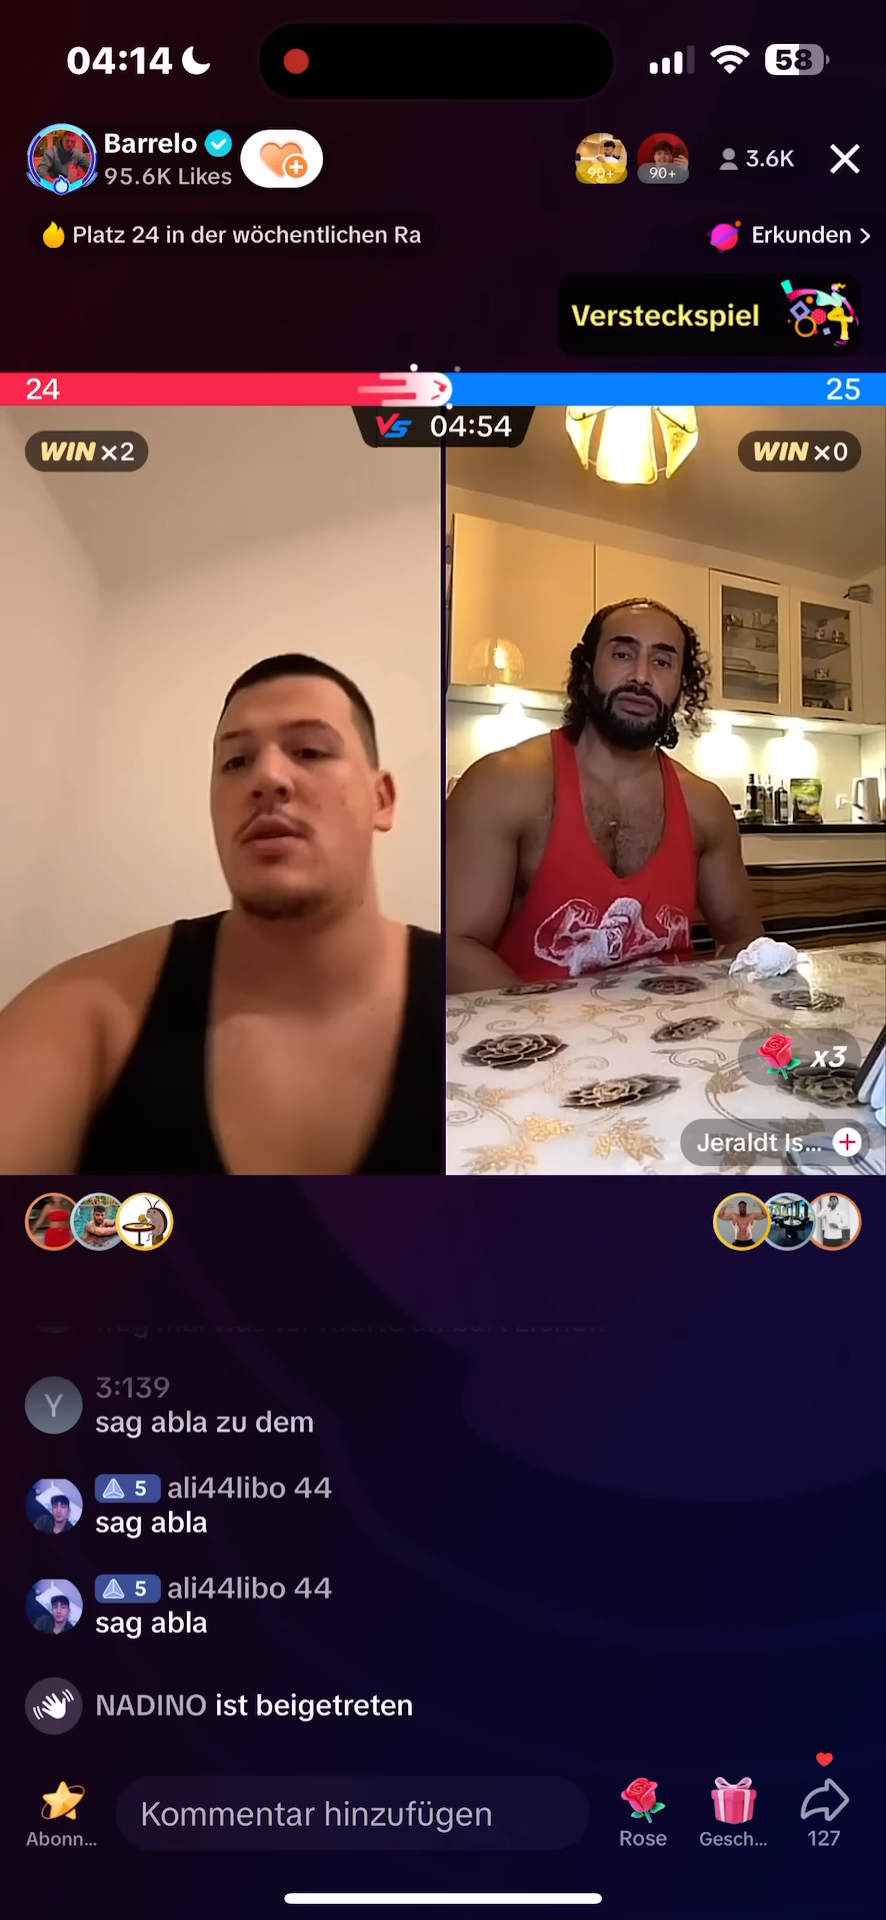 04:14
58
Barrelo
95.6K Likes
90+
90+
3.6K
Platz 24 in der wöchentlichen Ra
Erkunden >
Versteckspiel
24
25
VS 04:54
WIN x2
WIN x0
x3
Jeraldt Is...
Y
3:139
sag abla zu dem
5 ali44libo 44
sag abla
5 ali44libo 44
sag abla
NADINO ist beigetreten
Abonn...
Kommentar hinzufügen
Rose
Gesch...
127